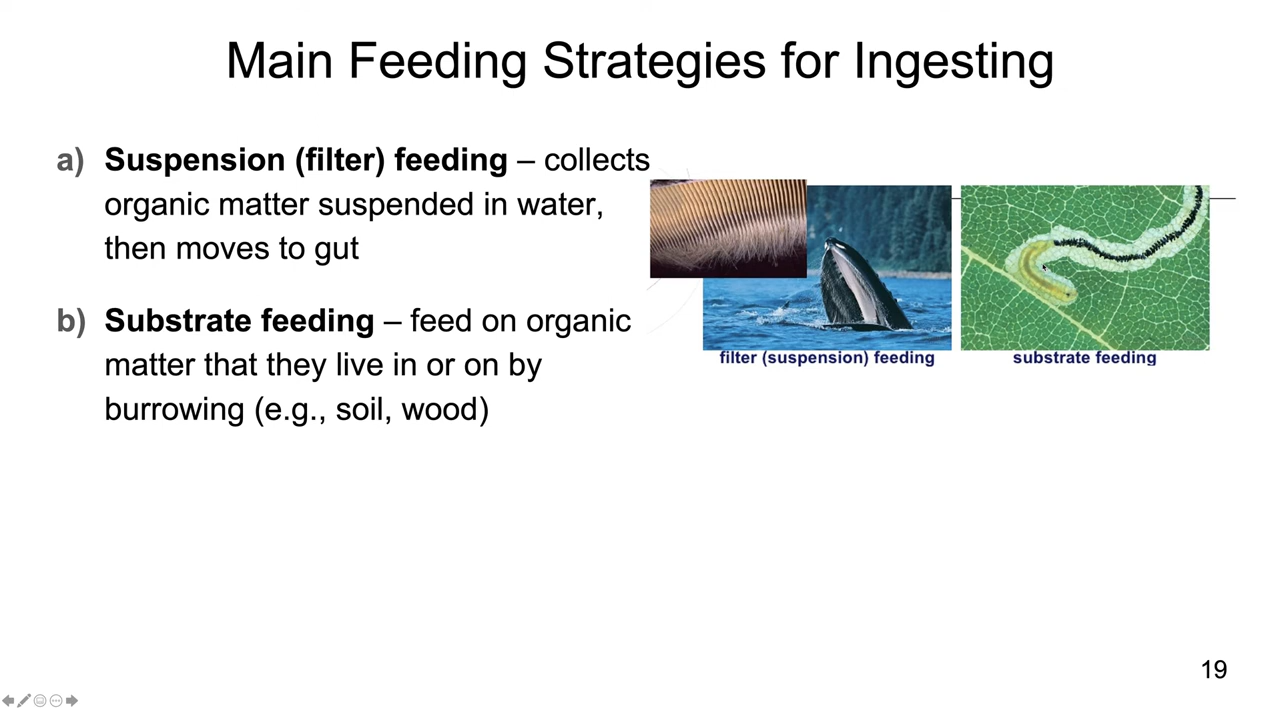 Main Feeding Strategies for Ingesting
a) Suspension (filter) feeding – collects
organic matter suspended in water,
then moves to gut
b) Substrate feeding – feed on organic
matter that they live in or on by
burrowing (e.g., soil, wood)
filter (suspension) feeding
substrate feeding
19